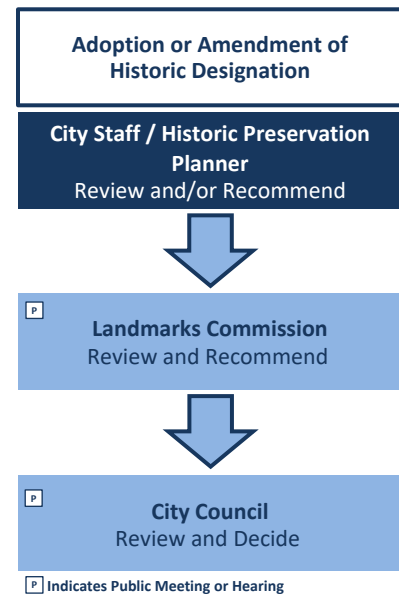 Adoption or Amendment of
Historic Designation
City Staff / Historic Preservation
Planner
Review and/or Recommend
P
Landmarks Commission
Review and Recommend
P
City Council
Review and Decide
P Indicates Public Meeting or Hearing